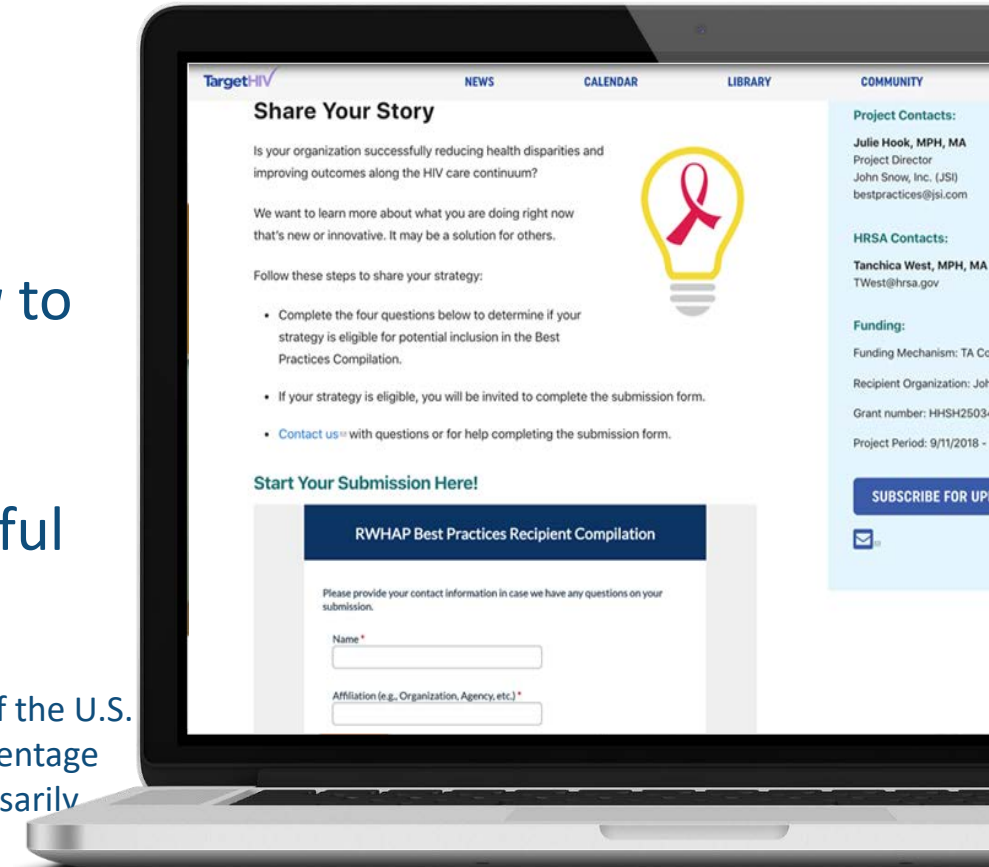 to
ful
f the U.S.
entage
sarily
TargetHIV
NEWS
CALENDAR
LIBRARY
COMMUNITY
Share Your Story
Is your organization successfully reducing health disparities and
improving outcomes along the HIV care continuum?
We want to learn more about what you are doing right now
that's new or innovative. It may be a solution for others.
Follow these steps to share your strategy:
• Complete the four questions below to determine if your
strategy is eligible for potential inclusion in the Best
Practices Compilation.
• If your strategy is eligible, you will be invited to complete the submission form.
• Contact us with questions or for help completing the submission form.
Start Your Submission Here!
RWHAP Best Practices Recipient Compilation
Please provide your contact information in case we have any questions on your
submission.
Name *
Affiliation (e.g., Organization, Agency, etc.) *
Project Contacts:
Julie Hook, MPH, MA
Project Director
John Snow, Inc. (JSI)
bestpractices@jsi.com
HRSA Contacts:
Tanchica West, MPH, MA
TWest@hrsa.gov
Funding:
Funding Mechanism: TA Co
Recipient Organization: Joh
Grant number: HHSH25034
Project Period: 9/11/2018 -
SUBSCRIBE FOR UP